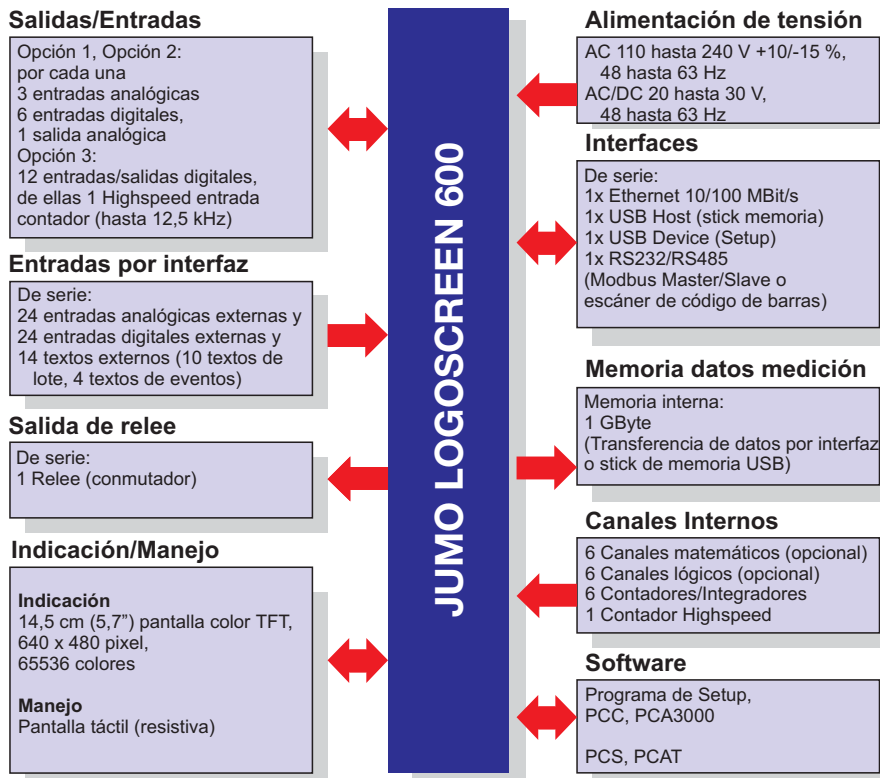 Salidas/Entradas
Opción 1, Opción 2:
por cada una
3 entradas analógicas
6 entradas digitales,
1 salida analógica
Opción 3:
12 entradas/salidas digitales,
de ellas 1 Highspeed entrada
contador (hasta 12,5 kHz)
Entradas por interfaz
De serie:
24 entradas analógicas externas y
24 entradas digitales externas y
14 textos externos (10 textos de
lote, 4 textos de eventos)
Salida de relee
De serie:
1 Relee (conmutador)
Indicación/Manejo
Indicación
14,5 cm (5,7”) pantalla color TFT,
640 x 480 pixel,
65536 colores
Manejo
Pantalla táctil (resistiva)
JUMO LOGOSCREEN 600
Alimentación de tensión
AC 110 hasta 240 V +10/-15 %,
48 hasta 63 Hz
AC/DC 20 hasta 30 V,
48 hasta 63 Hz
Interfaces
De serie:
1x Ethernet 10/100 MBit/s
1x USB Host (stick memoria)
1x USB Device (Setup)
1x RS232/RS485
(Modbus Master/Slave o
escáner de código de barras)
Memoria datos medición
Memoria interna:
1 GByte
(Transferencia de datos por interfaz
o stick de memoria USB)
Canales Internos
6 Canales matemáticos (opcional)
6 Canales lógicos (opcional)
6 Contadores/Integradores
1 Contador Highspeed
Software
Programa de Setup,
PCC, PCA3000
PCS, PCAT